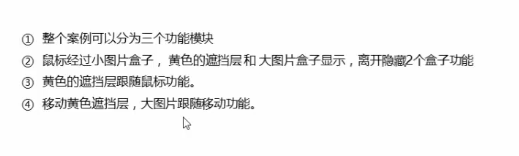 ① 整个案例可以分为三个功能模块
② 鼠标经过小图片盒子，黄色的遮挡层 和 大图片盒子显示，离开隐藏2个盒子功能
③ 黄色的遮挡层跟随鼠标功能。
④ 移动黄色遮挡层，大图片跟随移动功能。